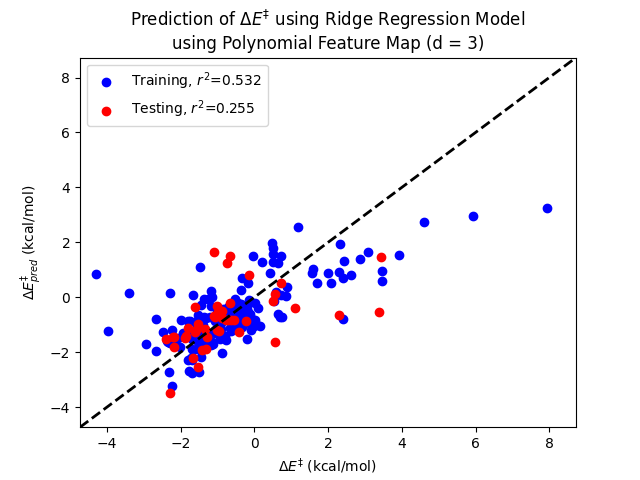 Prediction of ΔE‡ using Ridge Regression Model
using Polynomial Feature Map (d = 3)
Training, r²=0.532
Testing, r²=0.255
8
6
4
2
0
−2
−4
ΔE‡pred (kcal/mol)
−4 −2 0 2 4 6 8
ΔE‡ (kcal/mol)